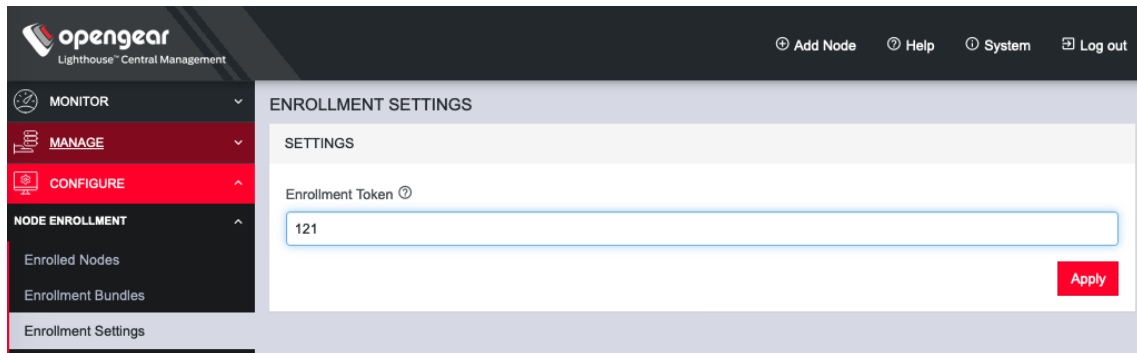 opengear
Lighthouse™ Central Management
Add Node
Help
System
Log out
MONITOR
MANAGE
CONFIGURE
NODE ENROLLMENT
Enrolled Nodes
Enrollment Bundles
Enrollment Settings
ENROLLMENT SETTINGS
SETTINGS
Enrollment Token
121
Apply